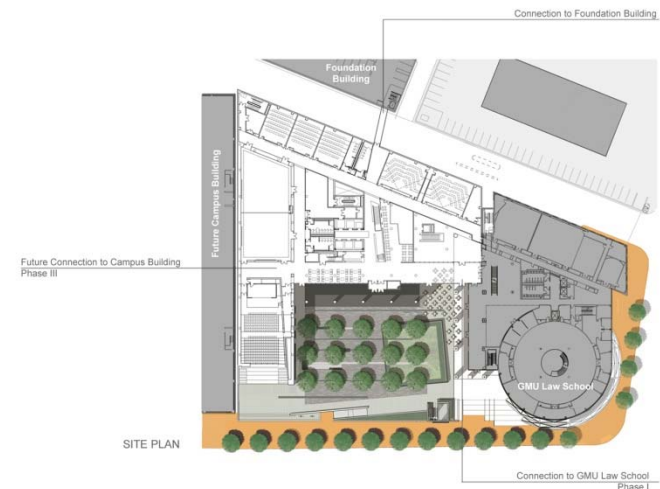 Connection to Foundation Building
Foundation
Building
Future Campus Building
Future Connection to Campus Building
Phase III
GMU Law School
SITE PLAN
Connection to GMU Law School
Phase I